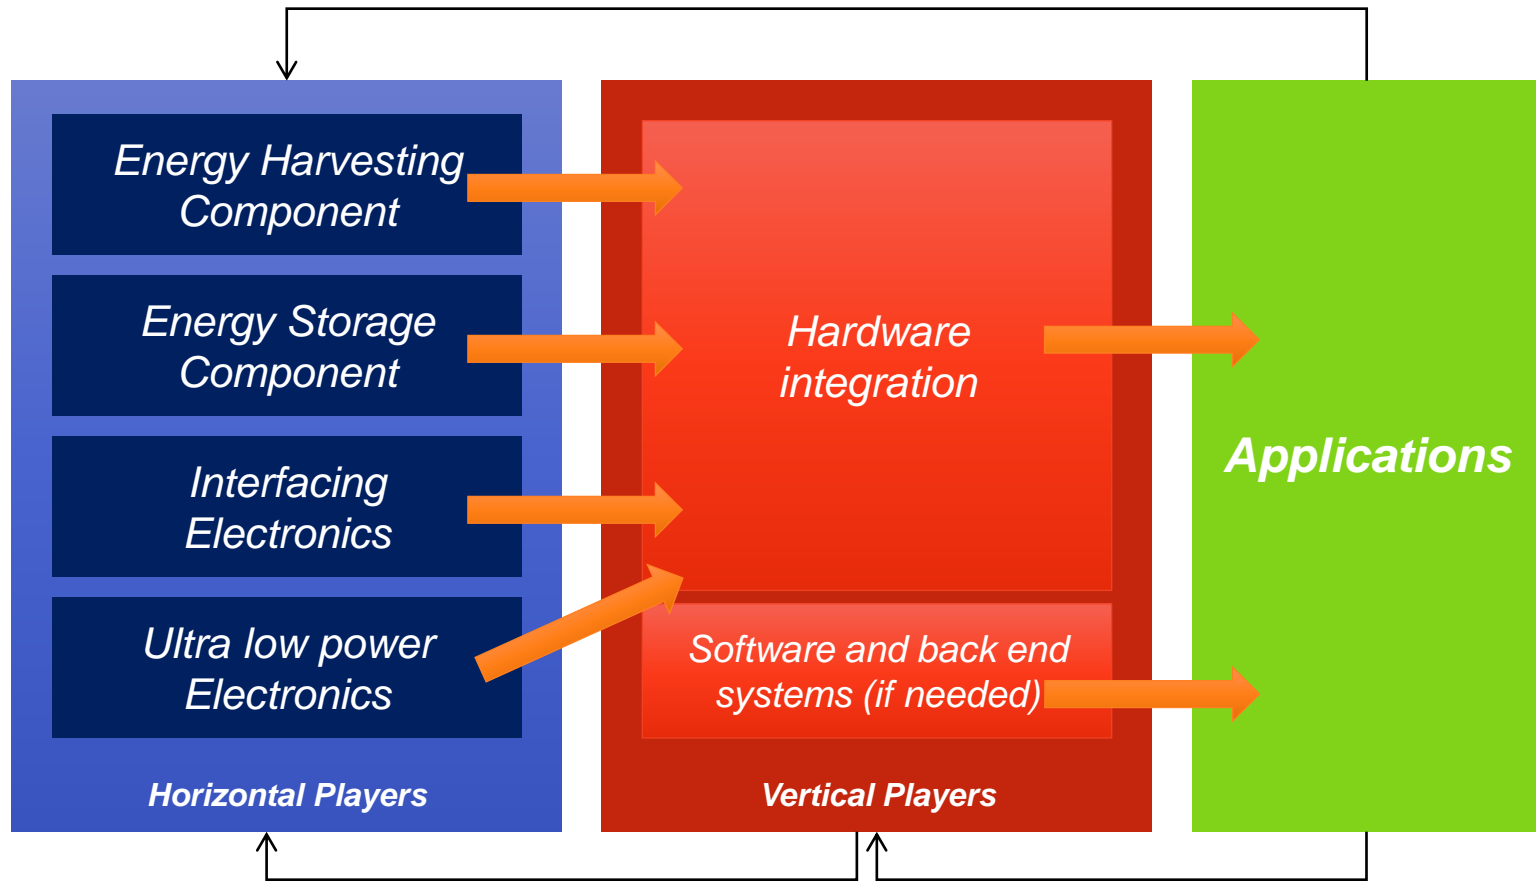 Energy Harvesting
Component
Energy Storage
Component
Interfacing
Electronics
Ultra low power
Electronics
Horizontal Players
Hardware
integration
Software and back end
systems (if needed)
Vertical Players
Applications